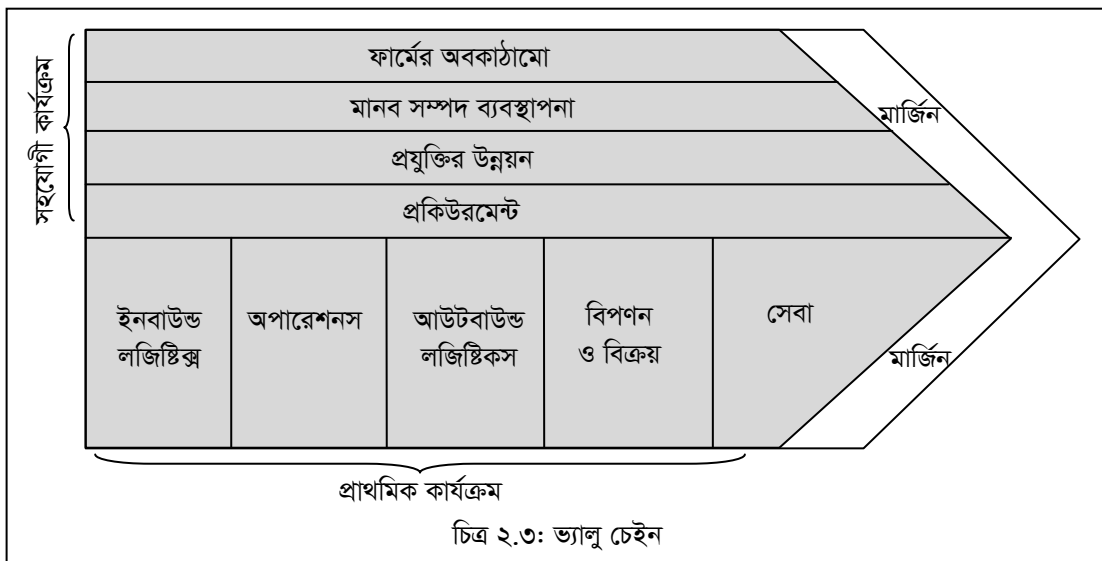 সহযোগী কার্যক্রম
ফার্মের অবকাঠামো
মানব সম্পদ ব্যবস্থাপনা
প্রযুক্তির উন্নয়ন
প্রকিউরমেন্ট
মার্জিন
ইনবাউন্ড
লজিষ্টিক্স
অপারেশনস
আউটবাউন্ড
লজিষ্টিকস
বিপণন
ও বিক্রয়
সেবা
মার্জিন
প্রাথমিক কার্যক্রম
চিত্র ২.৩: ভ্যালু চেইন